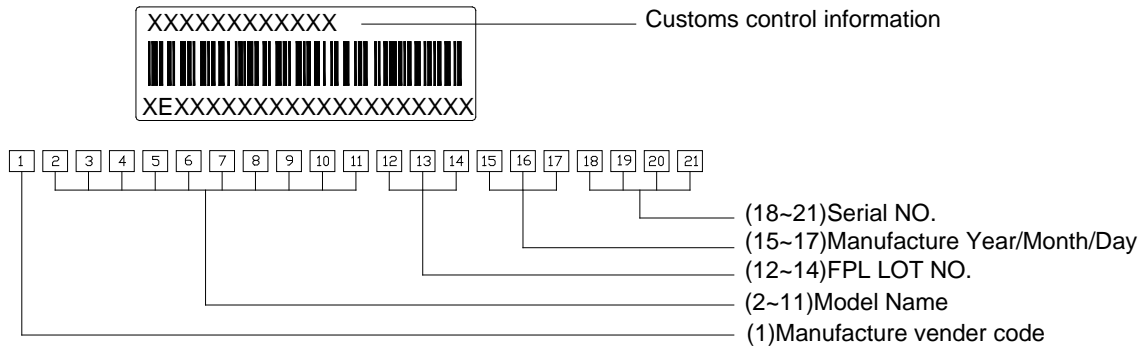 XXXXXXXXXXXX
Customs control information
XEXXXXXXXXXXXXXXXXXXX
1 2 3 4 5 6 7 8 9 10 11 12 13 14 15 16 17 18 19 20 21
(18~21)Serial NO.
(15~17)Manufacture Year/Month/Day
(12~14)FPL LOT NO.
(2~11)Model Name
(1)Manufacture vender code